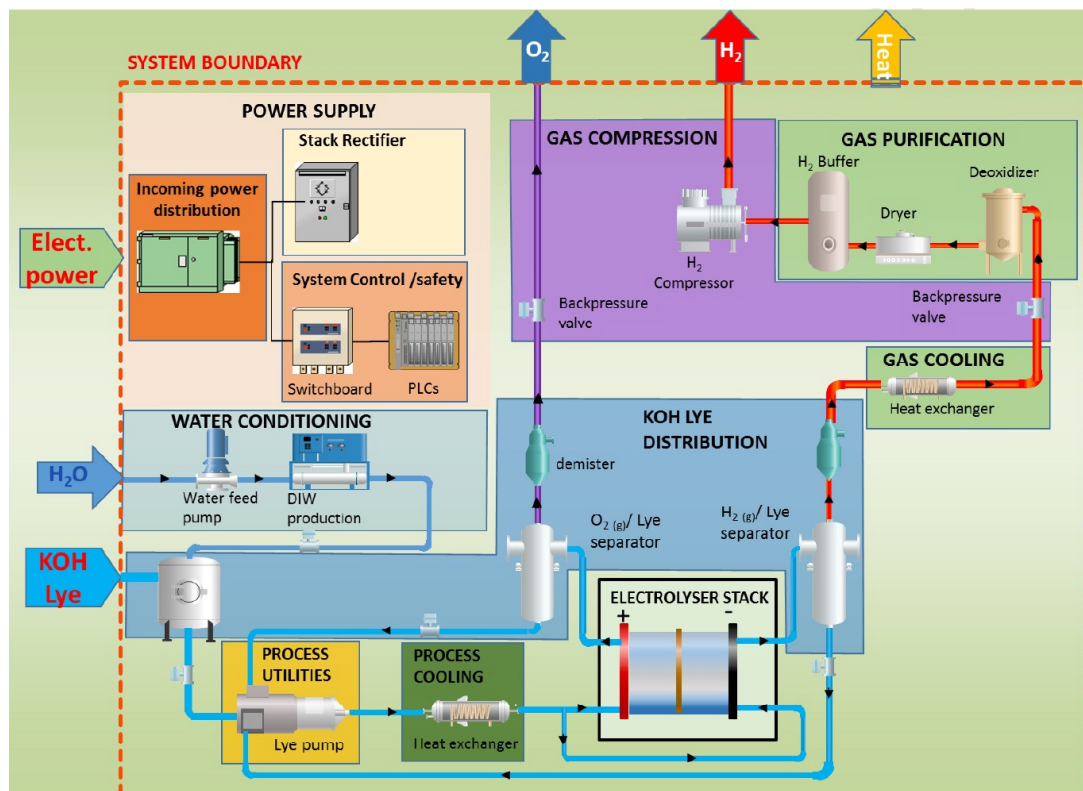 O₂
H₂
Heat
SYSTEM BOUNDARY
POWER SUPPLY
Stack Rectifier
Incoming power
distribution
Elect.
power
System Control /safety
Switchboard
PLCs
GAS COMPRESSION
GAS PURIFICATION
H₂ Buffer
Deoxidizer
Dryer
H₂
Compressor
Backpressure
valve
Backpressure
valve
GAS COOLING
Heat exchanger
WATER CONDITIONING
H₂O
Water feed
pump
DIW
production
KOH LYE
DISTRIBUTION
demister
O₂ (g)/ Lye
separator
H₂ (g)/ Lye
separator
KOH
Lye
ELECTROLYSER STACK
+
-
PROCESS
UTILITIES
Lye pump
PROCESS
COOLING
Heat exchanger